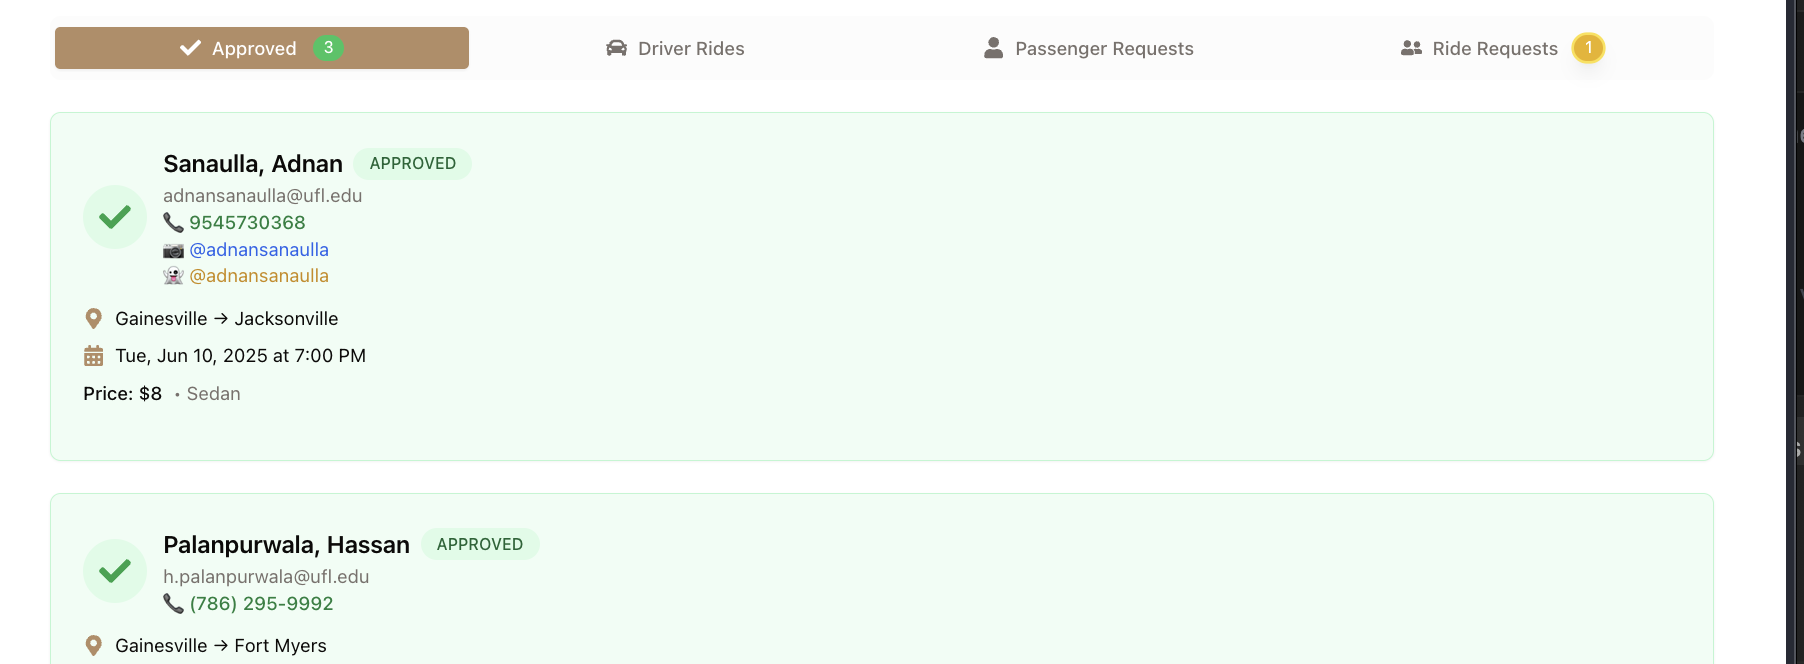 Approved 3 Driver Rides Passenger Requests Ride Requests 1
Sanaulla, Adnan APPROVED
adnansanaulla@ufl.edu
9545730368
@adnansanaulla
@adnansanaulla
Gainesville → Jacksonville
Tue, Jun 10, 2025 at 7:00 PM
Price: $8 • Sedan
Palanpurwala, Hassan APPROVED
h.palanpurwala@ufl.edu
(786) 295-9992
Gainesville → Fort Myers